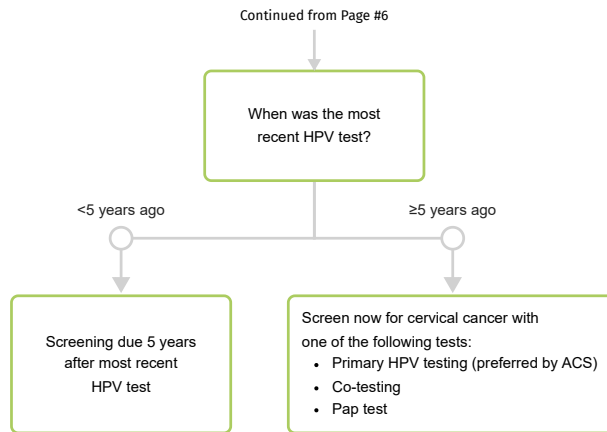 Continued from Page #6
When was the most
recent HPV test?
<5 years ago
≥5 years ago
Screening due 5 years
after most recent
HPV test
Screen now for cervical cancer with
one of the following tests:
• Primary HPV testing (preferred by ACS)
• Co-testing
• Pap test